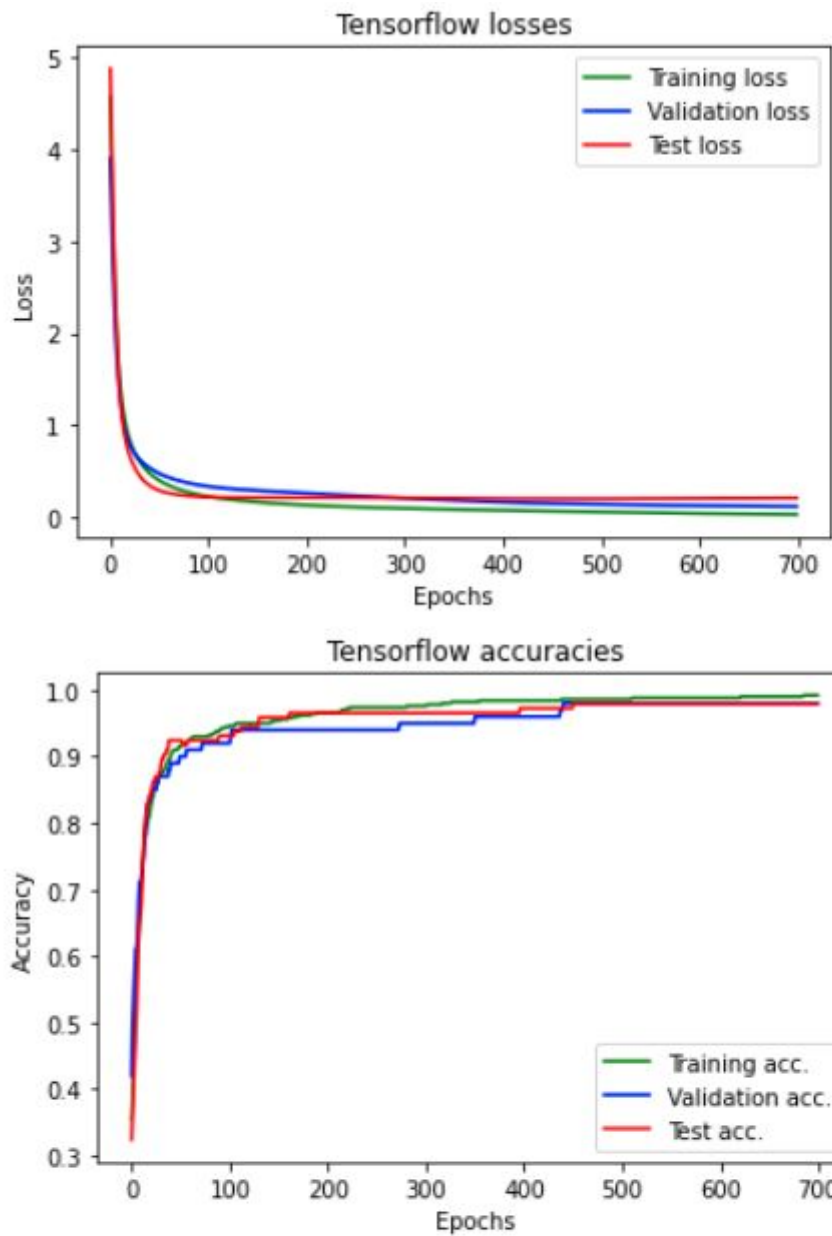 Tensorflow losses
5
4
3
2
1
0
Loss
Training loss
Validation loss
Test loss
0 100 200 300 400 500 600 700
Epochs
Tensorflow accuracies
1.0
0.9
0.8
0.7
0.6
0.5
0.4
0.3
Accuracy
Training acc.
Validation acc.
Test acc.
0 100 200 300 400 500 600 700
Epochs